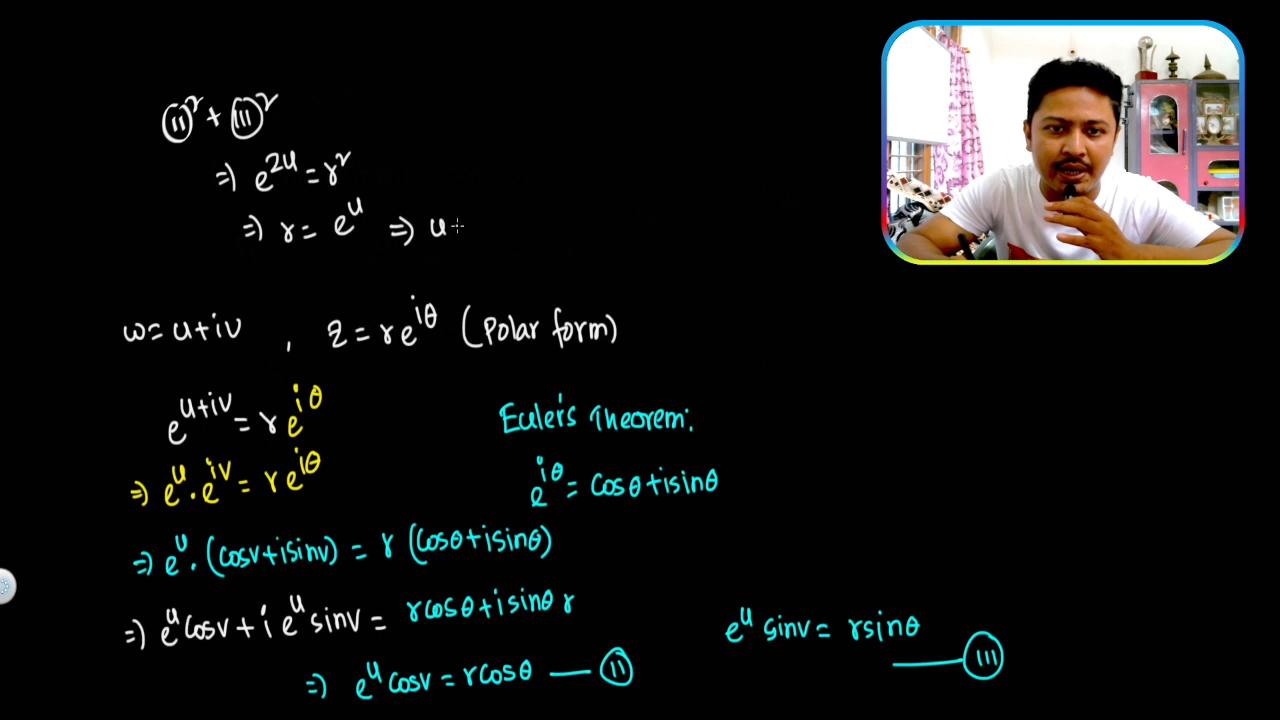 (II)² + (III)²
⇒ e^{2u} = r²
⇒ r = e^u ⇒ u
w = u+iv , z = re^{iθ} (Polar form)
e^{u+iv} = re^{iθ}
⇒ e^u . e^{iv} = re^{iθ}
⇒ e^u . (cosv+isinv) = r (cosθ+isinθ)
⇒ e^u cosv + i e^u sinv = rcosθ+isinθ r
⇒ e^u cosv = rcosθ — (II)
Euler's Theorem:
e^{iθ} = cosθ+isinθ
e^u sinv = rsinθ
— (III)